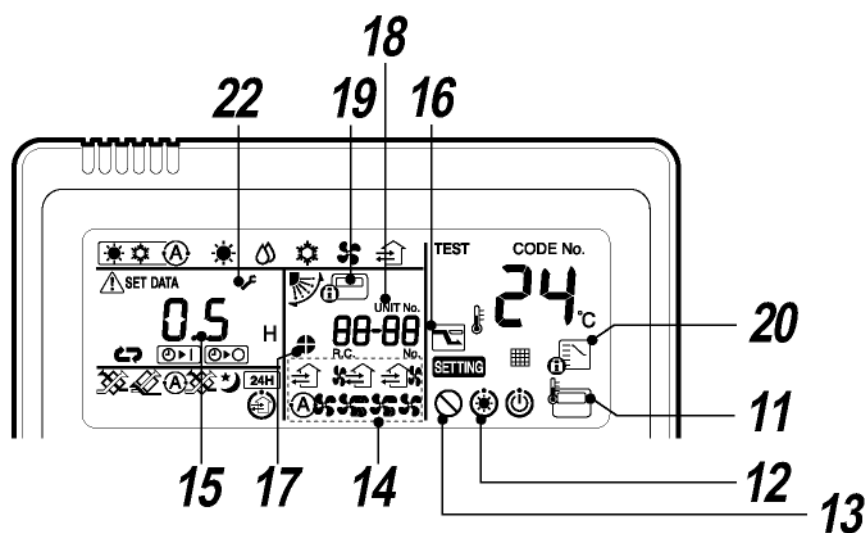 18
19
16
22
TEST
CODE No.
SET DATA
UNIT No.
24
°C
0.5
H
88-88
R.C.
No.
SETTING
A
24H
A
20
11
12
13
15
17
14